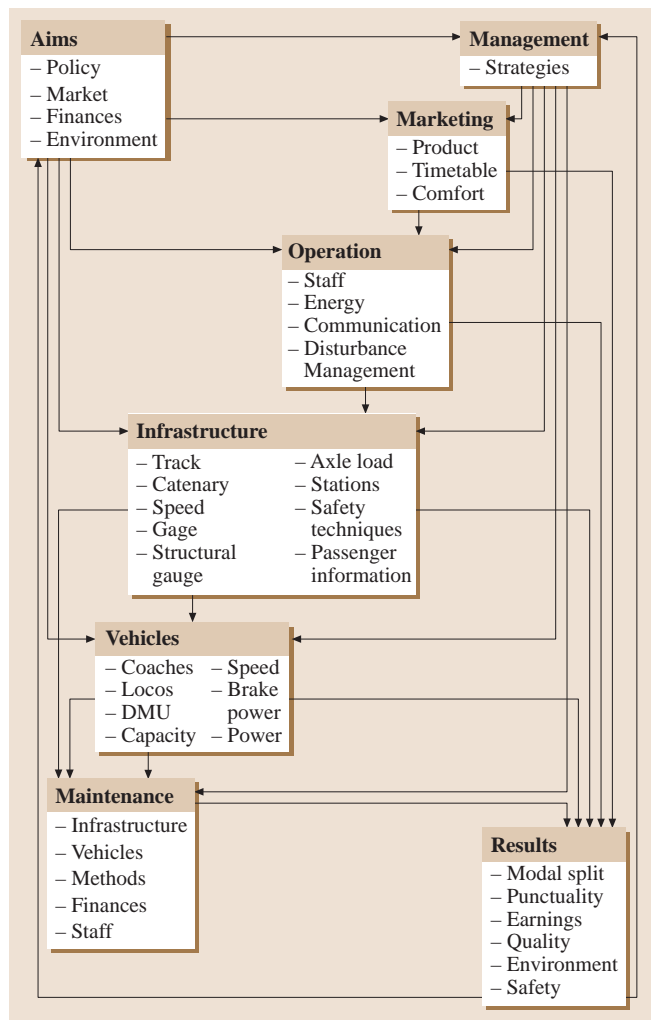 Aims
– Policy
– Market
– Finances
– Environment
Management
– Strategies
Marketing
– Product
– Timetable
– Comfort
Operation
– Staff
– Energy
– Communication
– Disturbance
Management
Infrastructure
– Track
– Catenary
– Speed
– Gage
– Structural
gauge
– Axle load
– Stations
– Safety
techniques
– Passenger
information
Vehicles
– Coaches
– Locos
– DMU
– Capacity
– Speed
– Brake
power
– Power
Maintenance
– Infrastructure
– Vehicles
– Methods
– Finances
– Staff
Results
– Modal split
– Punctuality
– Earnings
– Quality
– Environment
– Safety